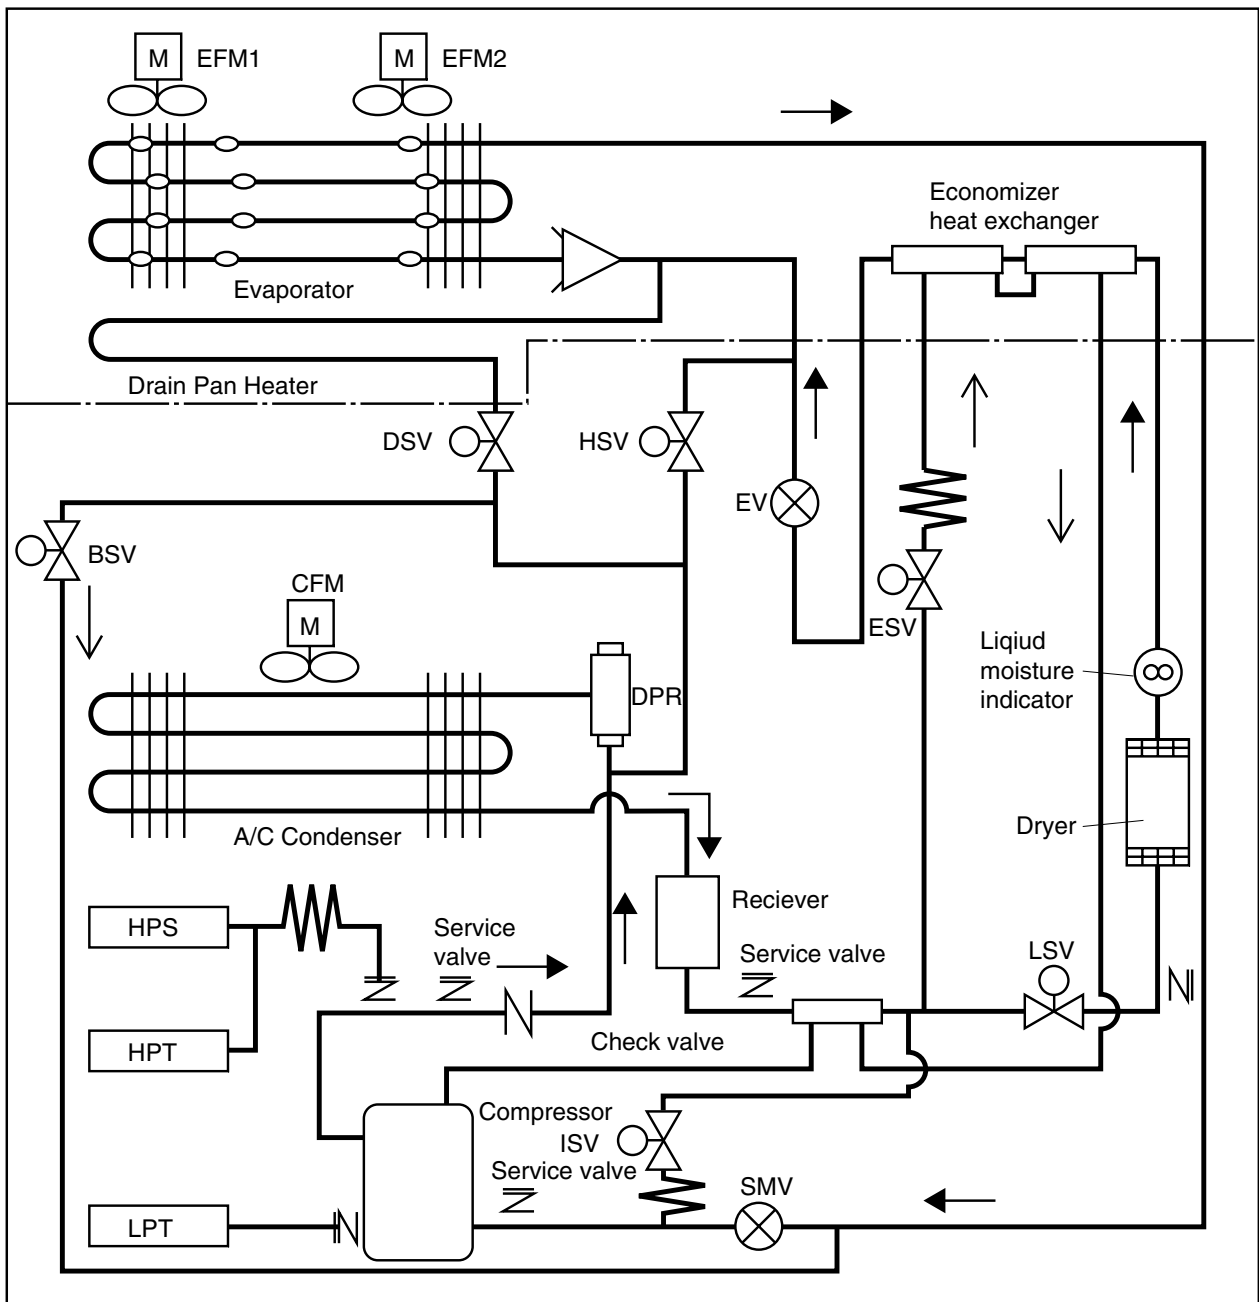 M EFM1
M EFM2
Economizer
heat exchanger
Evaporator
Drain Pan Heater
DSV
HSV
EV
BSV
CFM
M
ESV
Liqiud
moisture
indicator
DPR
Dryer
A/C Condenser
Reciever
HPS
Service
valve
Service valve
LSV
HPT
Check valve
Compressor
ISV
Service valve
SMV
LPT